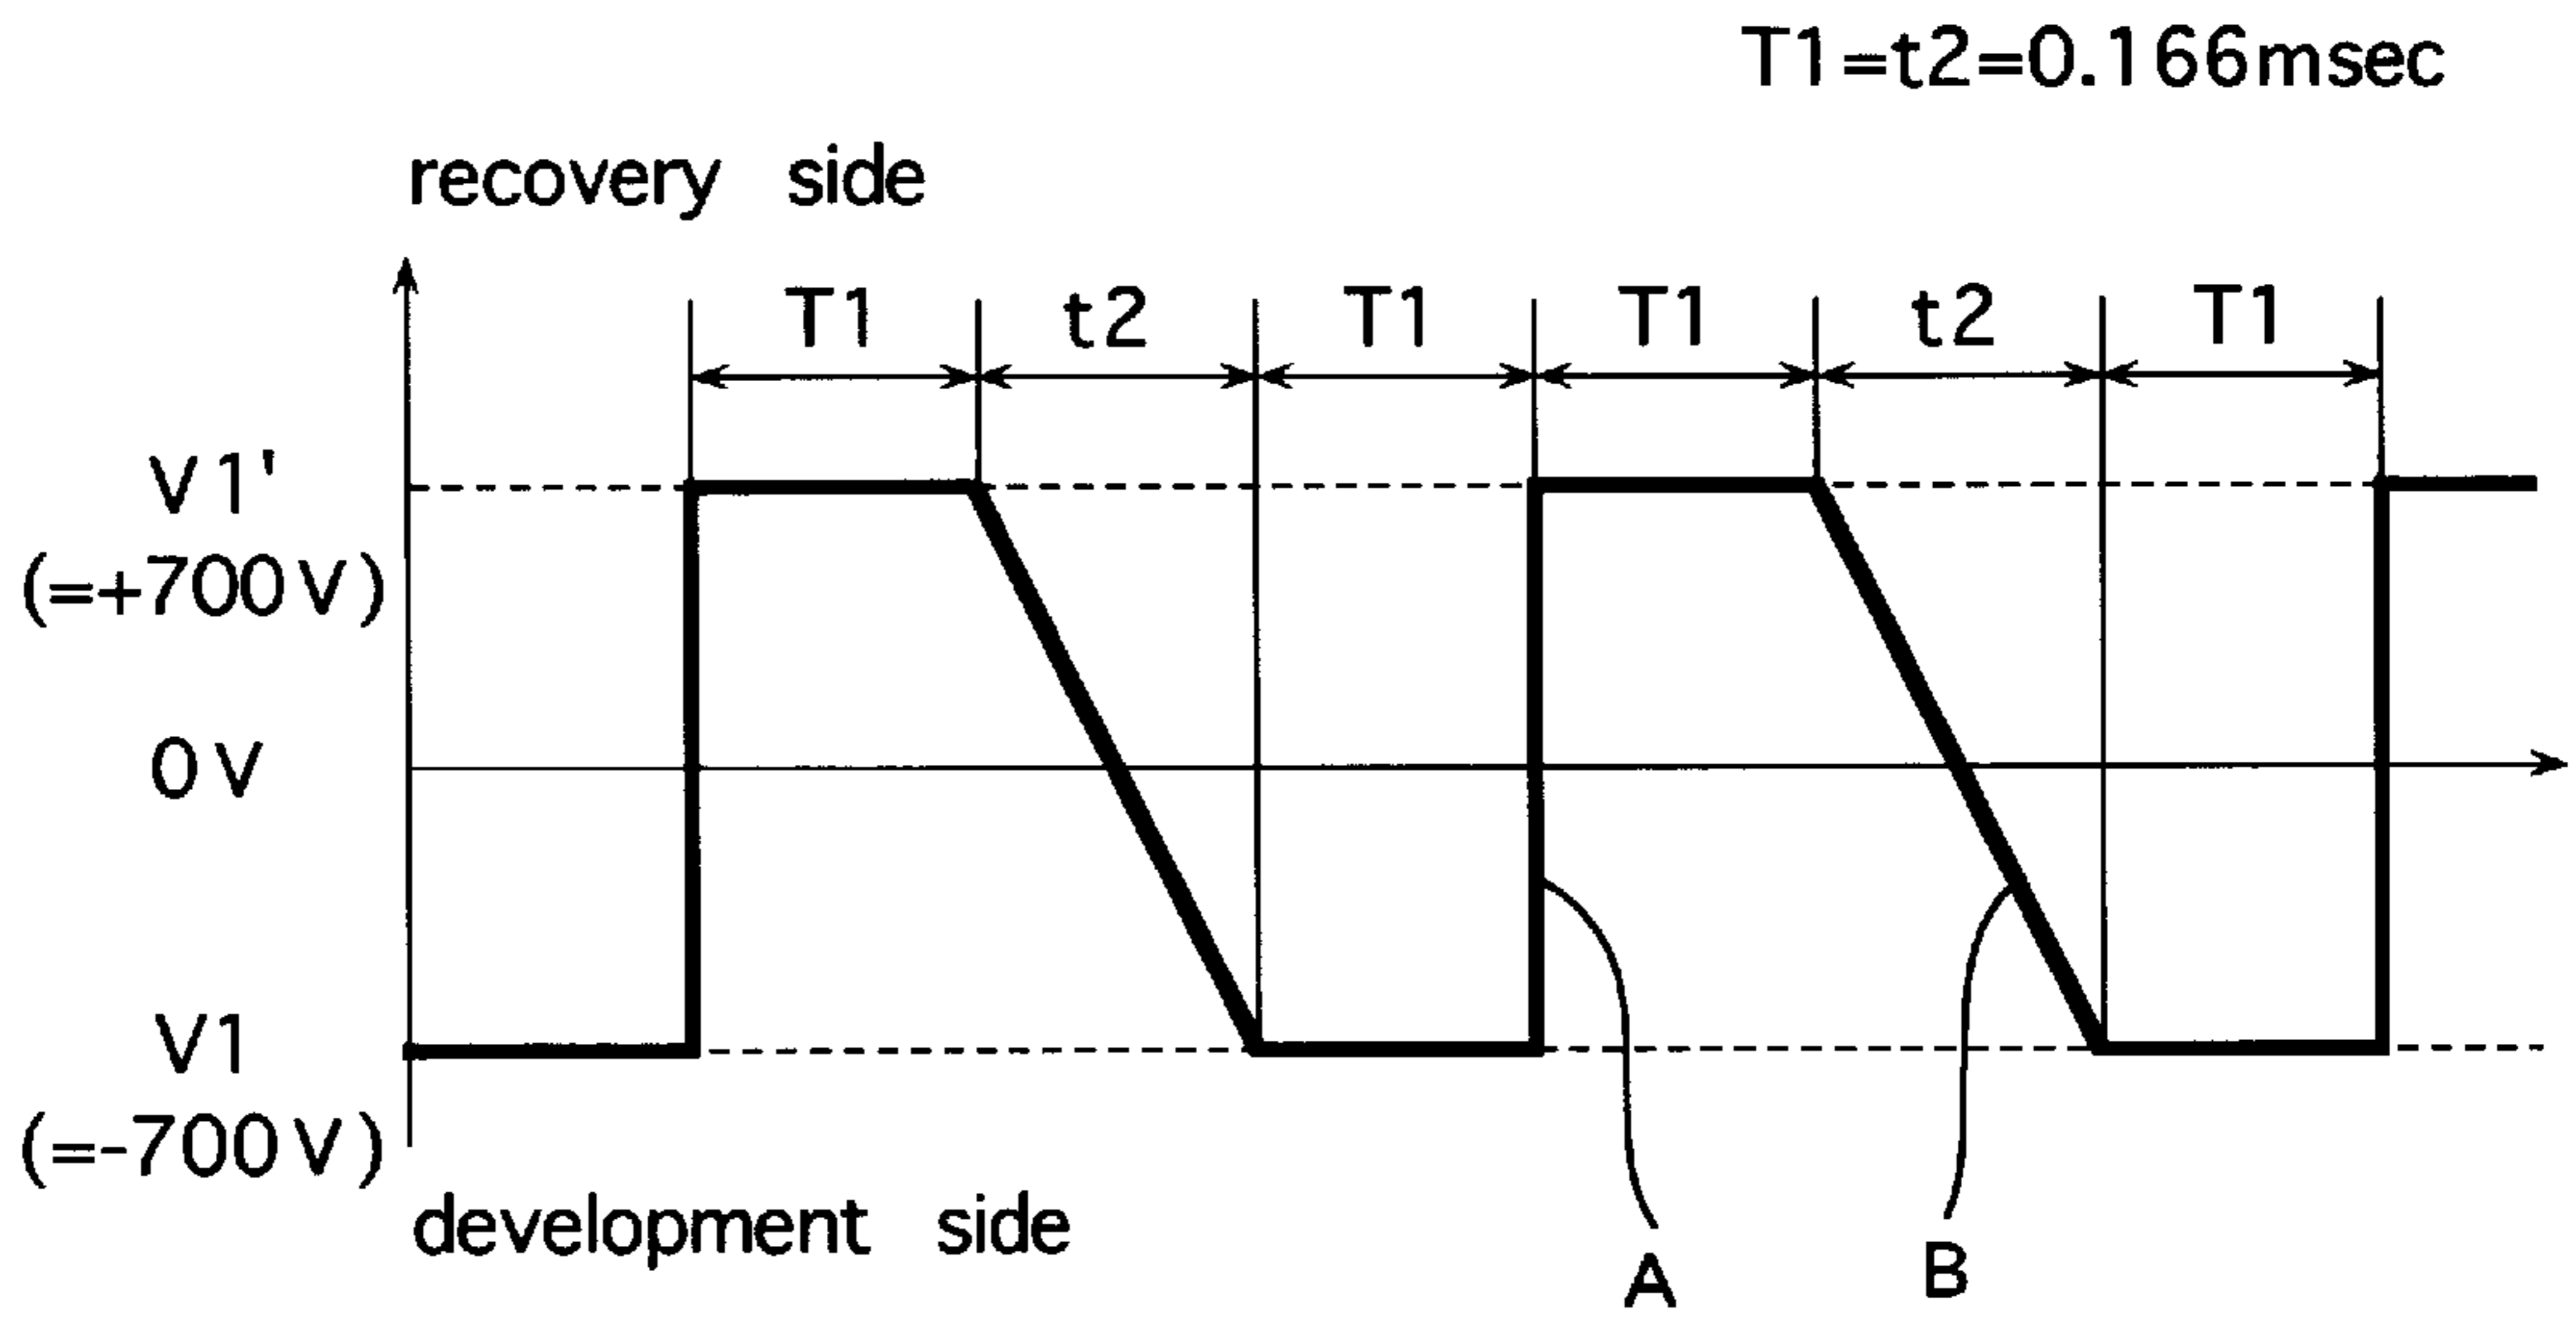 T1=t2=0.166msec
recovery side
T1 t2 T1 T1 t2 T1
V1'
(=+700V)
0V
V1
(=-700V)
development side
A B